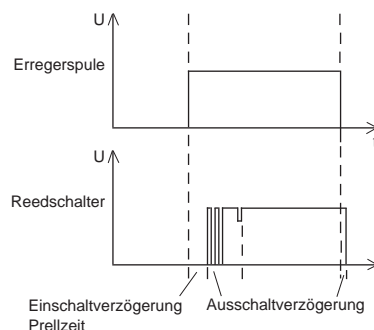 U
Erregerspule
t
U
Reedschalter
Einschaltverzögerung Ausschaltverzögerung
Prellzeit